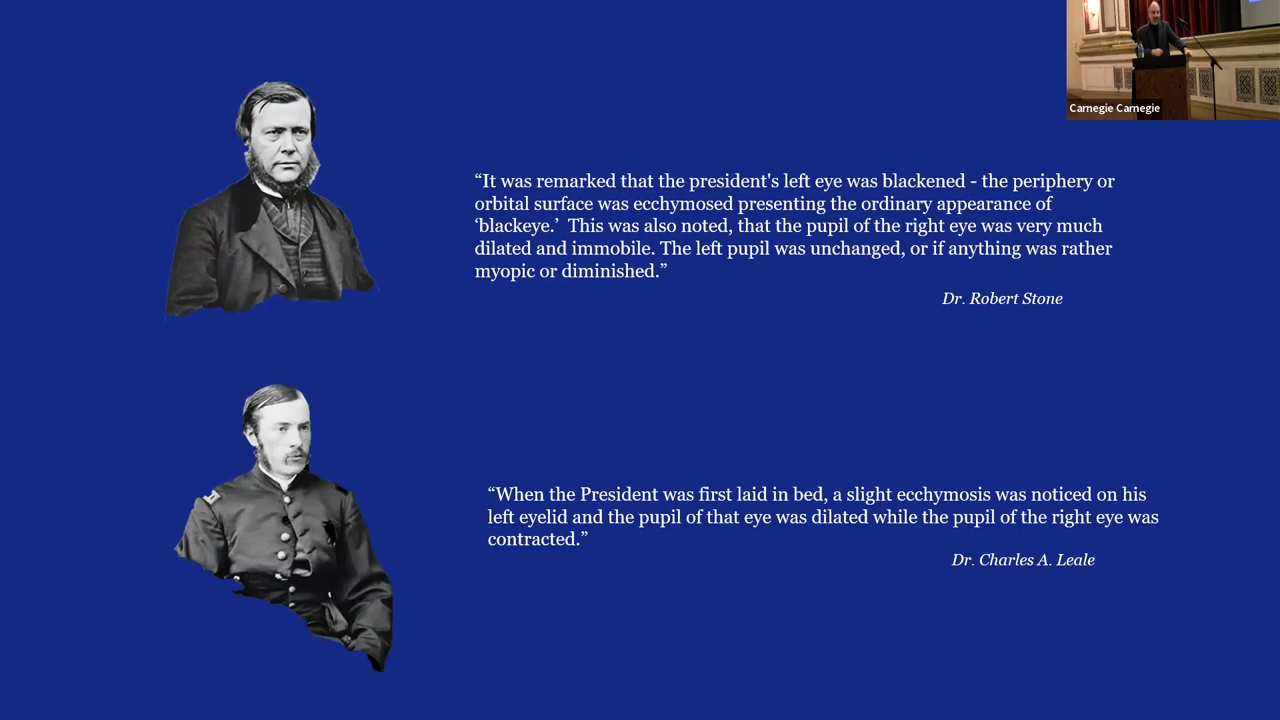 Carnegie Carnegie
“It was remarked that the president's left eye was blackened - the periphery or
orbital surface was ecchymosed presenting the ordinary appearance of
‘blackeye.’  This was also noted, that the pupil of the right eye was very much
dilated and immobile. The left pupil was unchanged, or if anything was rather
myopic or diminished.”
Dr. Robert Stone
“When the President was first laid in bed, a slight ecchymosis was noticed on his
left eyelid and the pupil of that eye was dilated while the pupil of the right eye was
contracted.”
Dr. Charles A. Leale